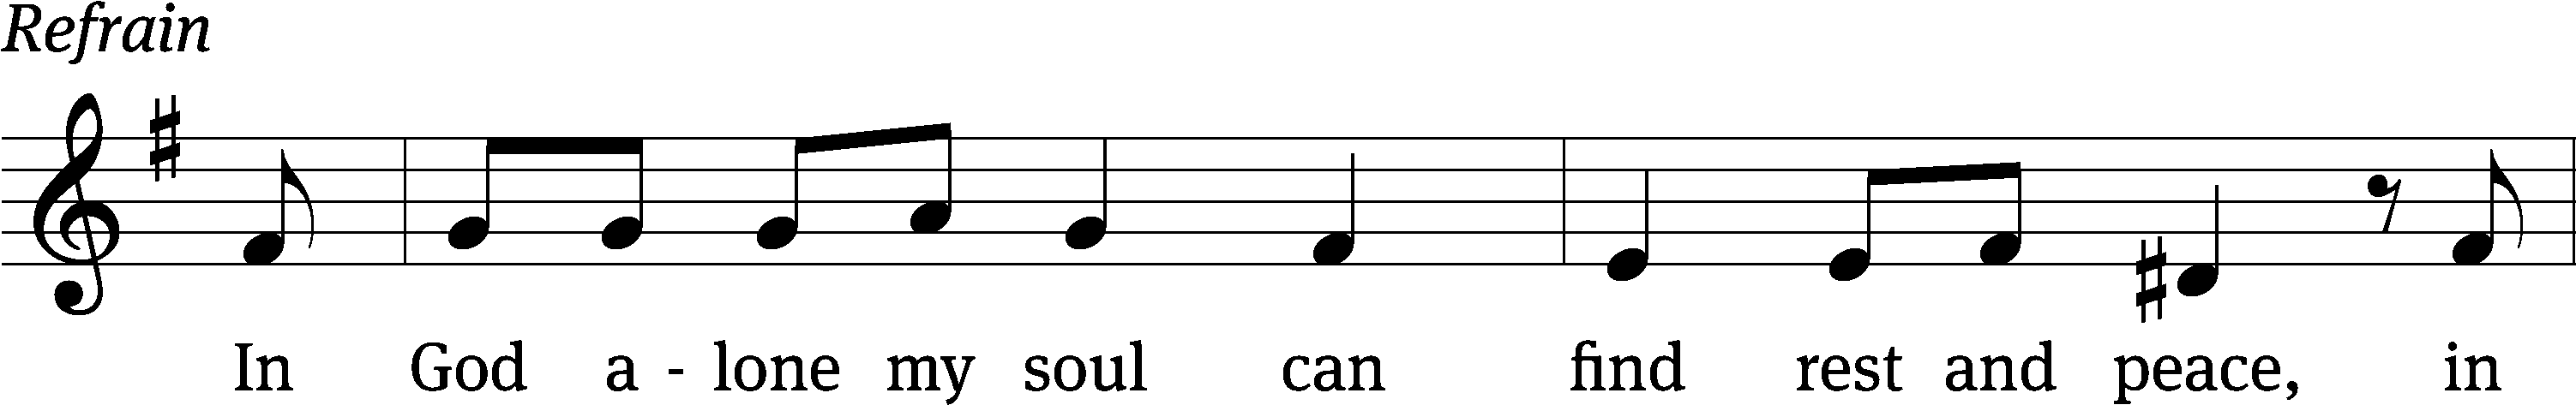 Refrain
In God a - lone my soul can find rest and peace, in